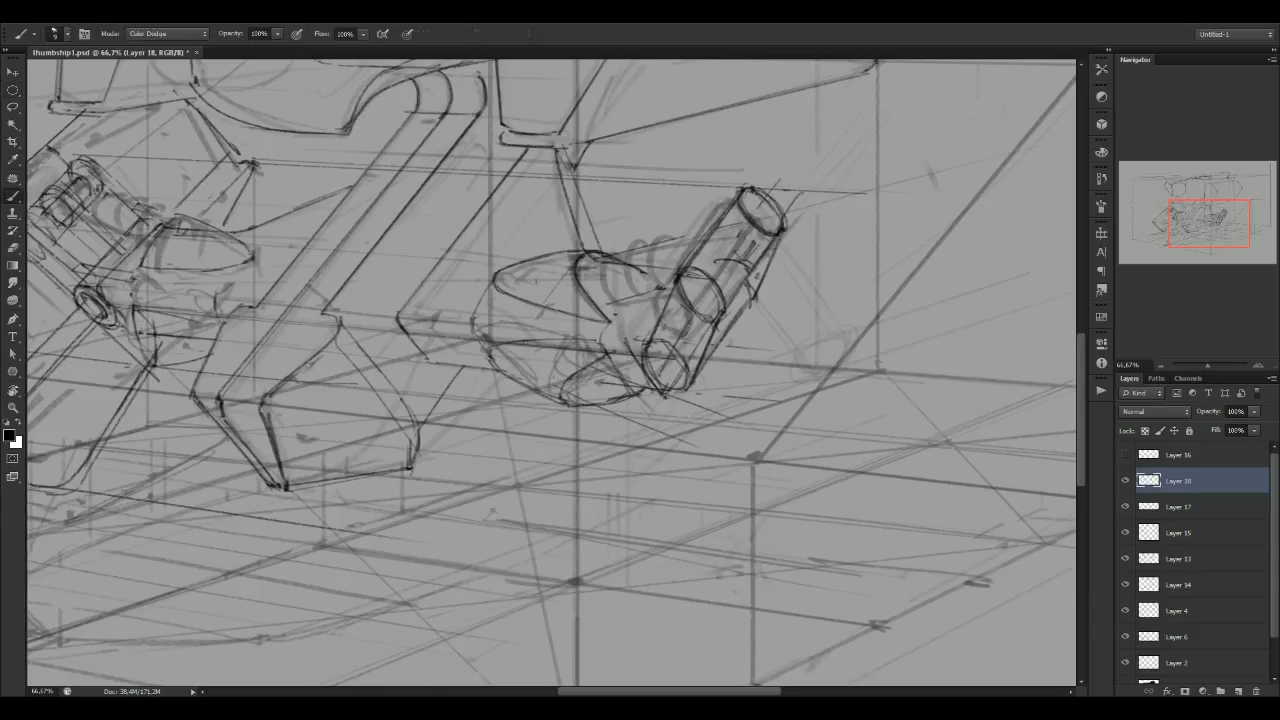 Mode: Color Dodge Opacity: 100% Flow: 100% Untitled-1
thumbship1.psd @ 66,7% (Layer 18, RGB/8) * ×
Navigator
66,67%
Layers Paths Channels
Kind
Normal Opacity: 100%
Lock: Fill: 100%
Layer 16
Layer 18
Layer 17
Layer 15
Layer 13
Layer 14
Layer 4
Layer 6
Layer 2
66,67% Doc: 38,4M/171,2M